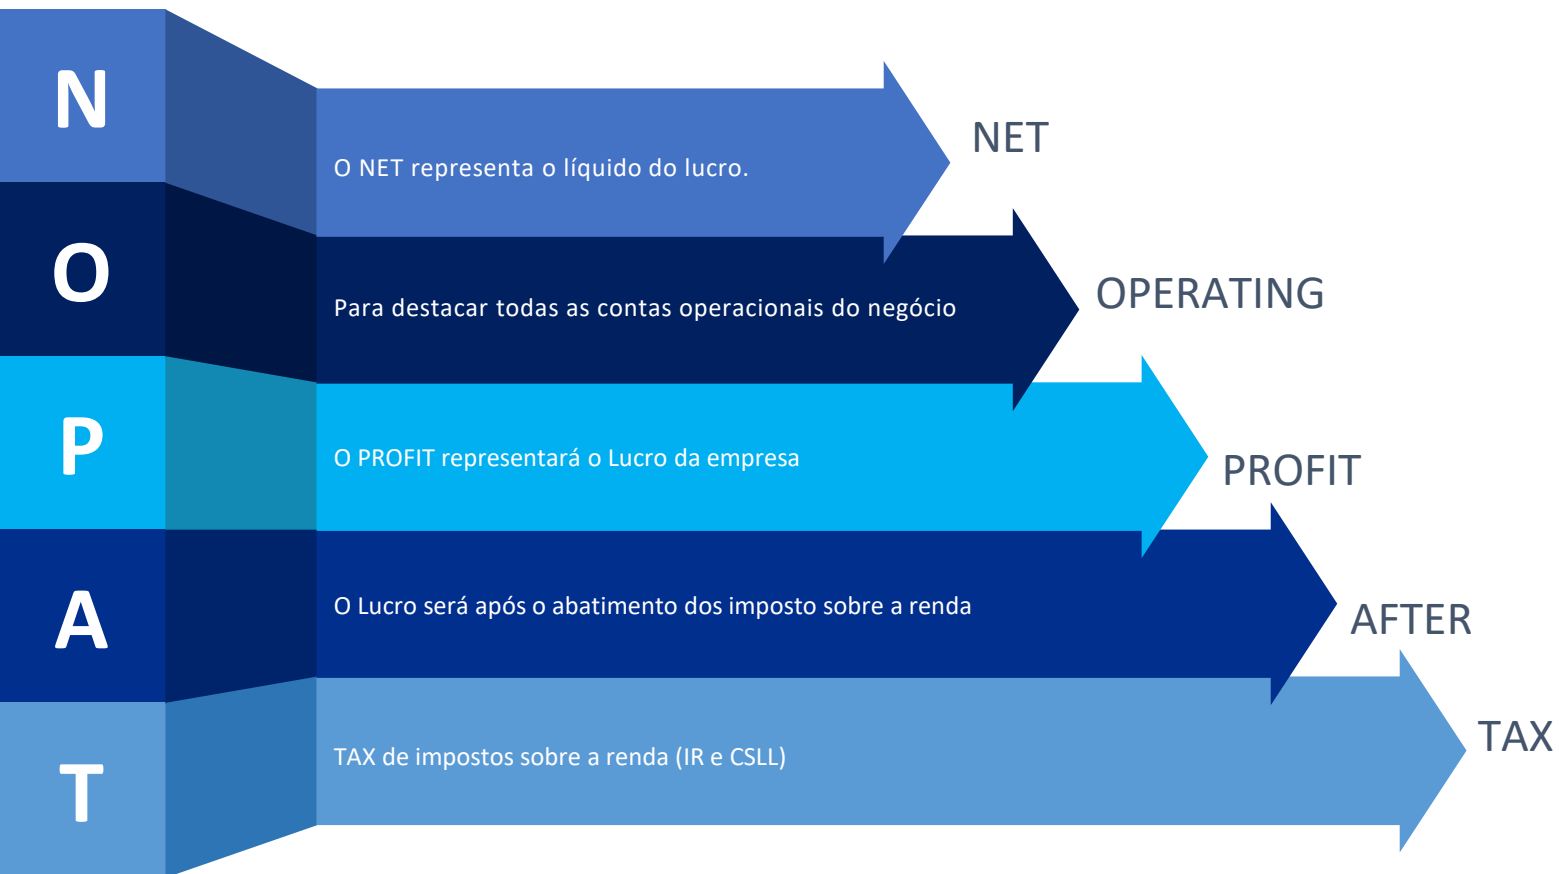 N
O NET representa o líquido do lucro.
NET
O
Para destacar todas as contas operacionais do negócio
OPERATING
P
O PROFIT representará o Lucro da empresa
PROFIT
A
O Lucro será após o abatimento dos imposto sobre a renda
AFTER
T
TAX de impostos sobre a renda (IR e CSLL)
TAX